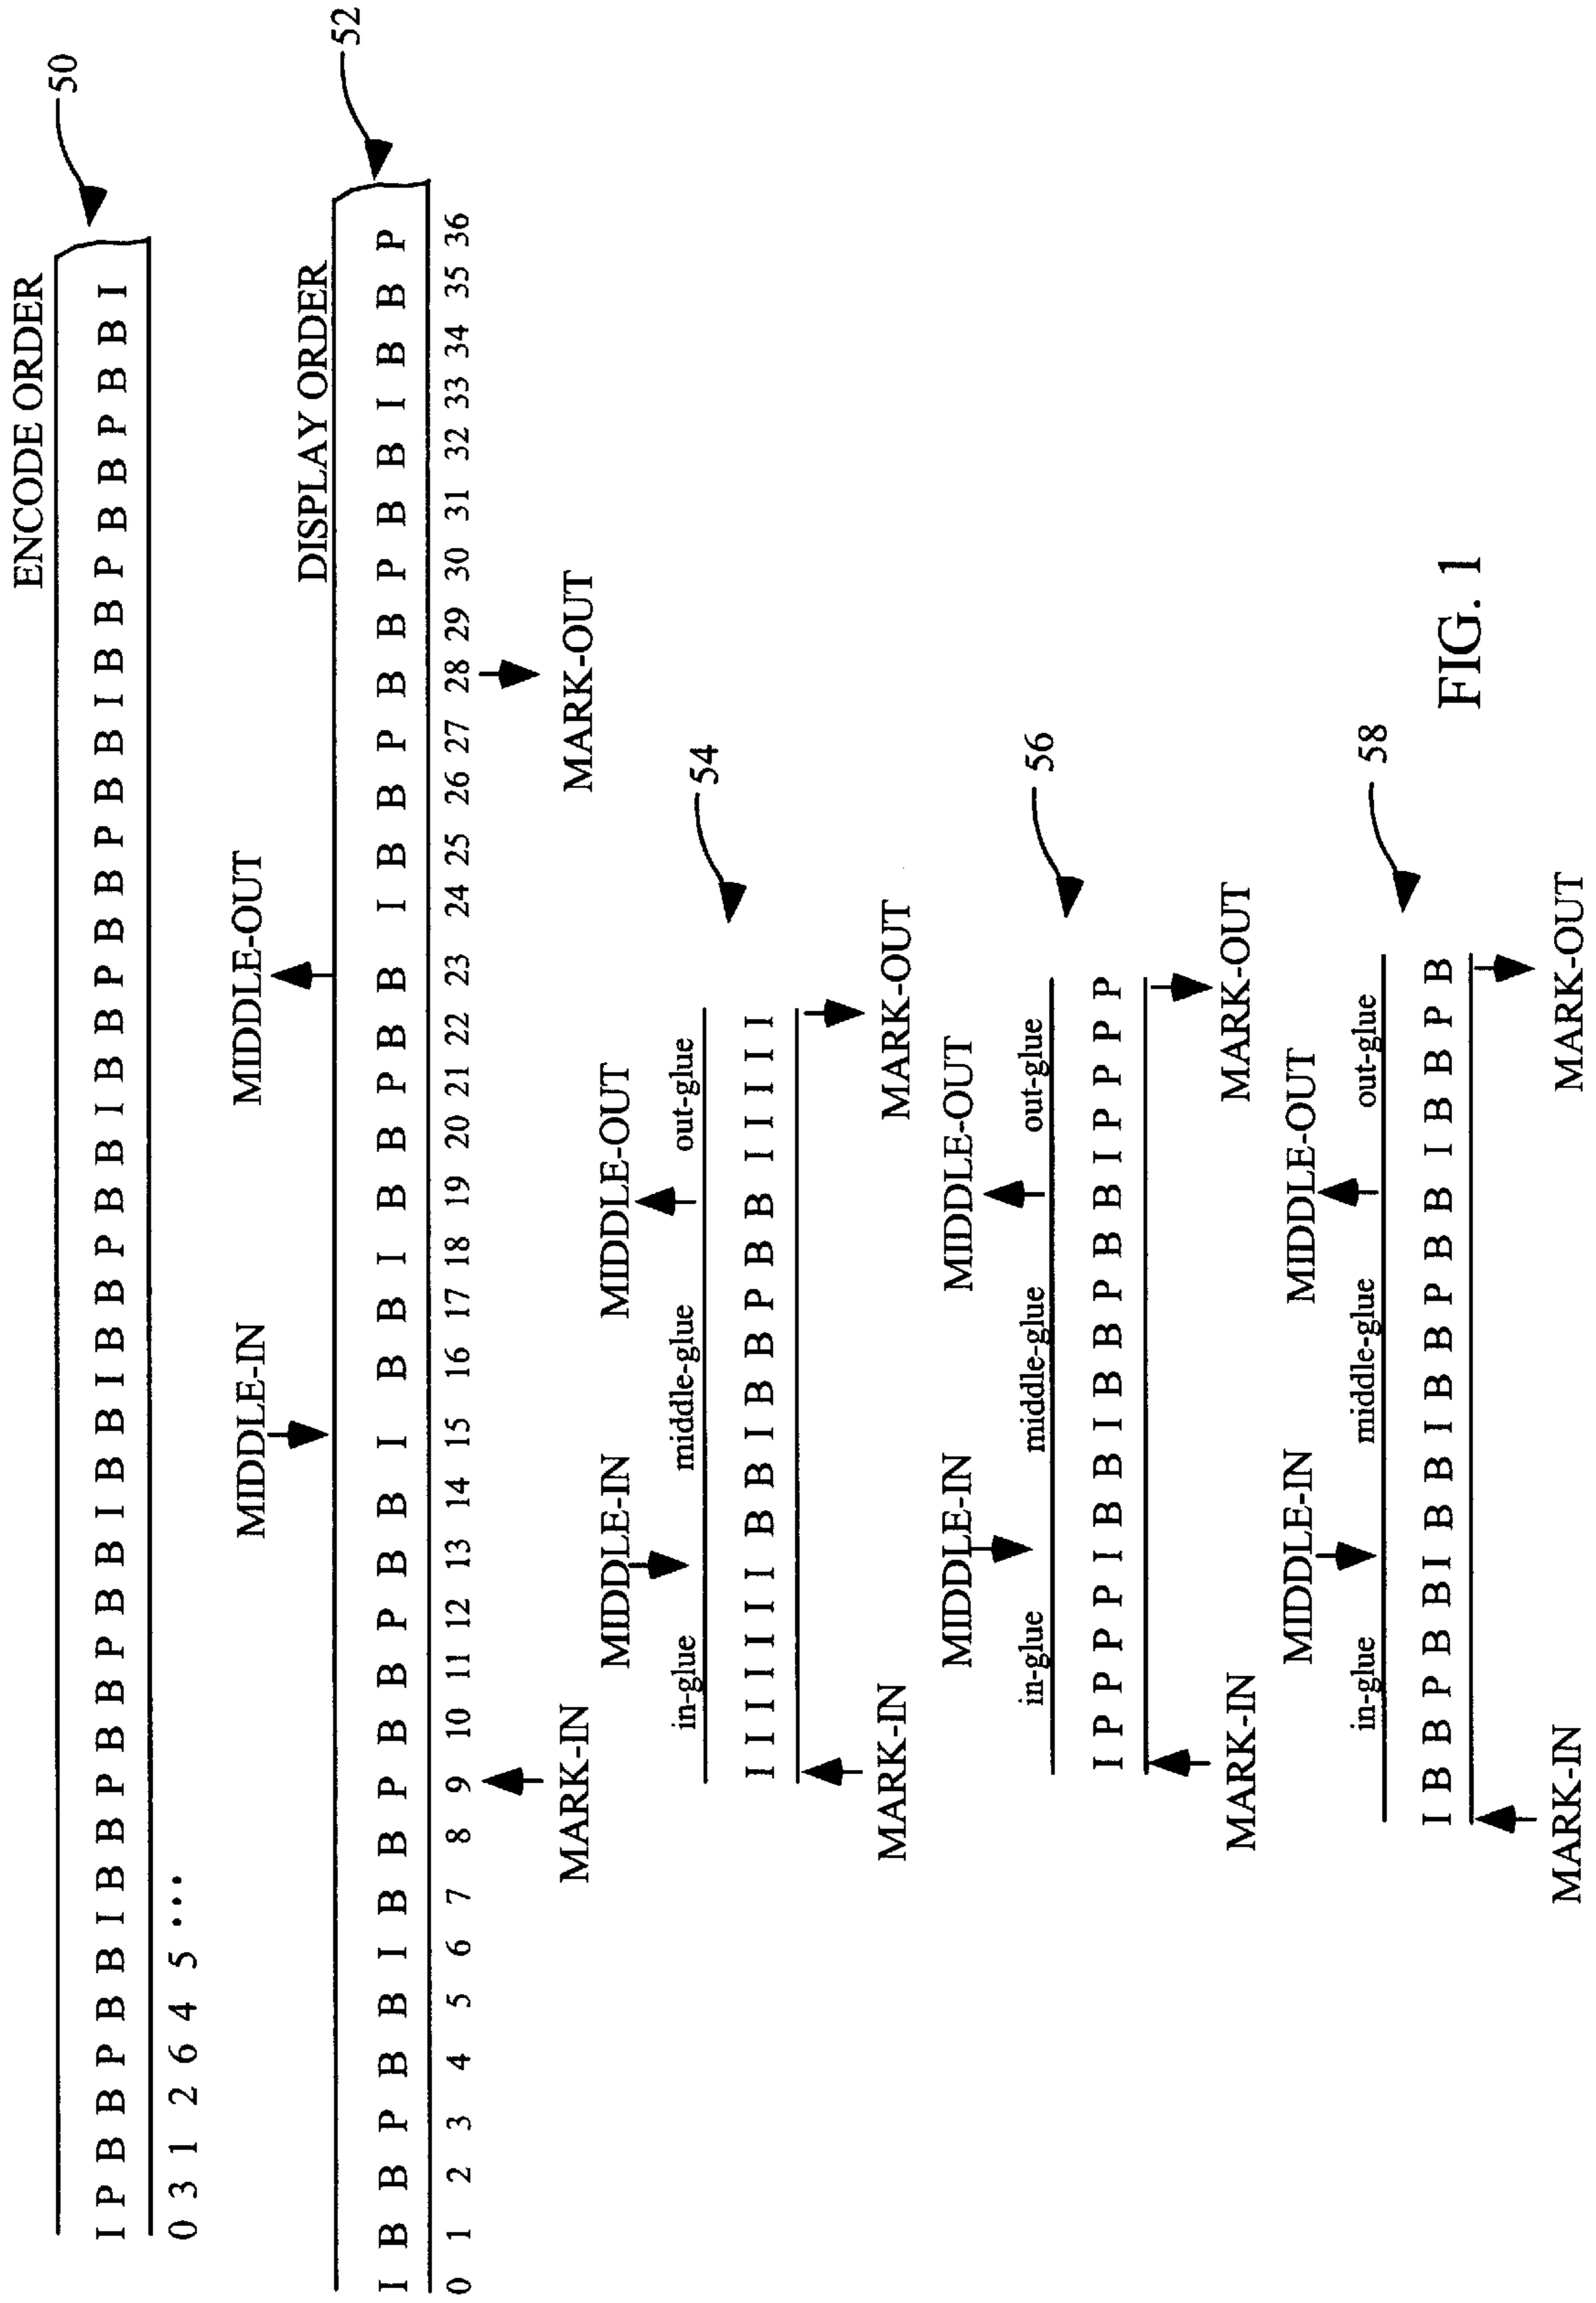 ENCODE ORDER
50
I P B B P B B I B B P B B P B B I B B I B B P B B I B B P B B P B B I B B P B B P B B I
0 3 1 2 6 4 5 ...
MIDDLE-IN
MIDDLE-OUT
DISPLAY ORDER
52
I B B P B B I B B P B B P B B I B B I B B P B B I B B P B B P B B I B B P
0 1 2 3 4 5 6 7 8 9 10 11 12 13 14 15 16 17 18 19 20 21 22 23 24 25 26 27 28 29 30 31 32 33 34 35 36
MARK-IN
MARK-OUT
MIDDLE-IN
MIDDLE-OUT
54
in-glue
middle-glue
out-glue
I I I I I I I B B I B B P B B I I I I I
MARK-IN
MARK-OUT
MIDDLE-IN
MIDDLE-OUT
56
in-glue
middle-glue
out-glue
I P P P P I B B I B B P B B I P P P P
MARK-IN
MARK-OUT
MIDDLE-IN
MIDDLE-OUT
58
in-glue
middle-glue
out-glue
I B B P B B I B B I B B P B B I B B P B
MARK-IN
MARK-OUT
FIG. 1